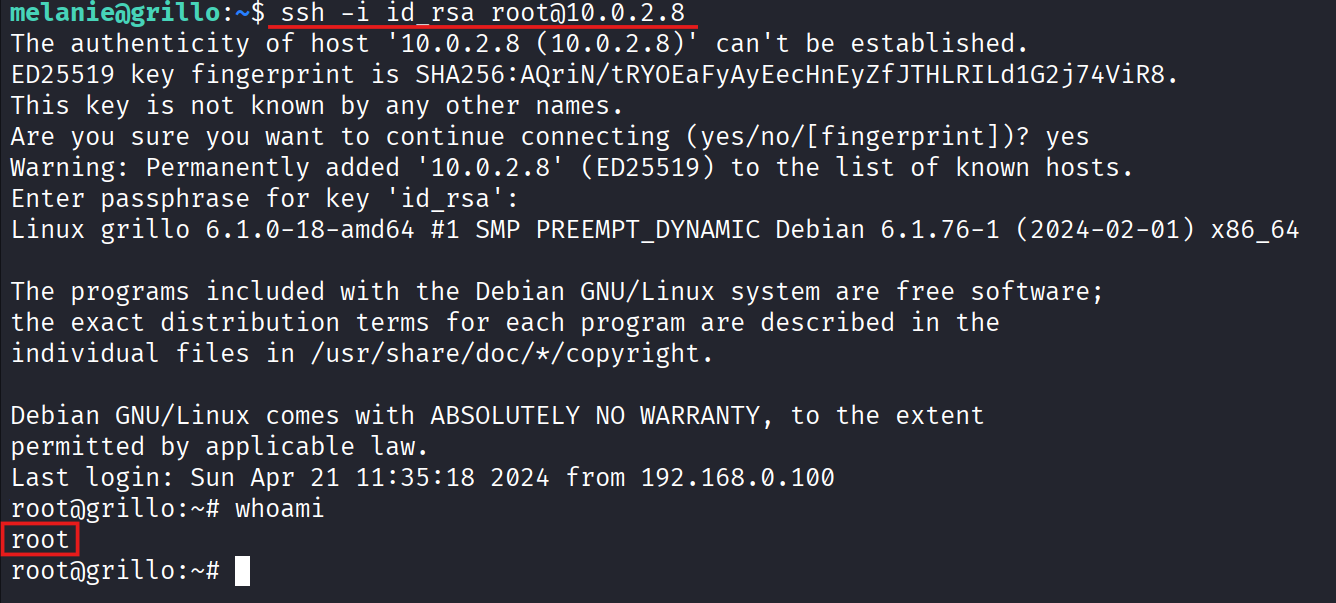 melanie@grillo:~$ ssh -i id_rsa root@10.0.2.8
The authenticity of host '10.0.2.8 (10.0.2.8)' can't be established.
ED25519 key fingerprint is SHA256:AQriN/tRYOEaFyAyEecHnEyZfJTHLRILd1G2j74ViR8.
This key is not known by any other names.
Are you sure you want to continue connecting (yes/no/[fingerprint])? yes
Warning: Permanently added '10.0.2.8' (ED25519) to the list of known hosts.
Enter passphrase for key 'id_rsa':
Linux grillo 6.1.0-18-amd64 #1 SMP PREEMPT_DYNAMIC Debian 6.1.76-1 (2024-02-01) x86_64
The programs included with the Debian GNU/Linux system are free software;
the exact distribution terms for each program are described in the
individual files in /usr/share/doc/*/copyright.
Debian GNU/Linux comes with ABSOLUTELY NO WARRANTY, to the extent
permitted by applicable law.
Last login: Sun Apr 21 11:35:18 2024 from 192.168.0.100
root@grillo:~# whoami
root
root@grillo:~#